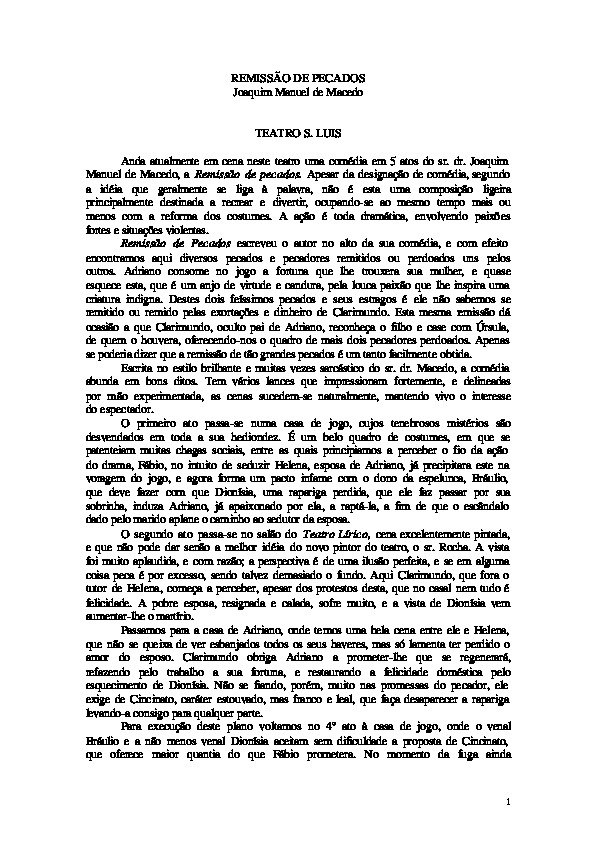 REMISSÃO DE PECADOS
Joaquim Manuel de Macedo
TEATRO S. LUIS
Anda atualmente em cena neste teatro uma comédia em 5 atos do sr. dr. Joaquim
Manuel de Macedo, a Remissão de pecados. Apesar da designação de comédia, segundo
a idéia que geralmente se liga à palavra, não é esta uma composição ligeira
principalmente destinada a recrear e divertir, ocupando-se ao mesmo tempo mais ou
menos com a reforma dos costumes. A ação é toda dramática, envolvendo paixões
fortes e situações violentas.
Remissão de Pecados escreveu o autor no alto da sua comédia, e com efeito
encontramos aqui diversos pecados e pecadores remitidos ou perdoados uns pelos
outros. Adriano consome no jogo a fortuna que lhe trouxera sua mulher, e quase
esquece esta, que é um anjo de virtude e candura, pela louca paixão que lhe inspira uma
criatura indigna. Destes dois feíssimos pecados e seus estragos é ele não sabemos se
remitido ou remido pelas exortações e dinheiro de Clarimundo. Esta mesma remissão dá
ocasião a que Clarimundo, oculto pai de Adriano, reconheça o filho e case com Úrsula,
de quem o houvera, oferecendo-nos o quadro de mais dois pecadores perdoados. Apenas
se poderia dizer que a remissão de tão grandes pecados é um tanto facilmente obtida.
Escrita no estilo brilhante e muitas vezes sarcástico do sr. dr. Macedo, a comédia
abunda em bons ditos. Tem vários lances que impressionam fortemente, e delineadas
por mão experimentada, as cenas sucedem-se naturalmente, mantendo vivo o interesse
do espectador.
O primeiro ato passa-se numa casa de jogo, cujos tenebrosos mistérios são
desvendados em toda a sua hediondez. É um belo quadro de costumes, em que se
patenteiam muitas chagas sociais, entre as quais principiamos a perceber o fio da ação
do drama, Fábio, no intuito de seduzir Helena, esposa de Adriano, já precipitara este na
voragem do jogo, e agora forma um pacto infame com o dono da espelunca, Bráulio,
que deve fazer com que Dionísia, uma rapariga perdida, que ele faz passar por sua
sobrinha, induza Adriano, já apaixonado por ela, a raptá-la, a fim de que o escândalo
dado pelo marido aplane o caminho ao sedutor da esposa.
O segundo ato passa-se no salão do Teatro Lírico, cena excelentemente pintada,
e que não pode dar senão a melhor idéia do novo pintor do teatro, o sr. Rocha. A vista
foi muito aplaudida, e com razão; a perspectiva é de uma ilusão perfeita, e se em alguma
coisa peca é por excesso, sendo talvez demasiado o fundo. Aqui Clarimundo, que fora o
tutor de Helena, começa a perceber, apesar dos protestos desta, que no casal nem tudo é
felicidade. A pobre esposa, resignada e calada, sofre muito, e a vista de Dionísia vem
aumentar-lhe o martírio.
Passamos para a casa de Adriano, onde temos uma bela cena entre ele e Helena,
que não se queixa de ver esbanjados todos os seus haveres, mas só lamenta ter perdido o
amor do esposo. Clarimundo obriga Adriano a prometer-lhe que se regenerará,
refazendo pelo trabalho a sua fortuna, e restaurando a felicidade doméstica pelo
esquecimento de Dionísia. Não se fiando, porém, muito nas promessas do pecador, ele
exige de Cincinato, caráter estouvado, mas franco e leal, que faça desaparecer a rapariga
levando-a consigo para qualquer parte.
Para execução deste plano voltamos no 4º ato à casa de jogo, onde o venal
Bráulio e a não menos venal Dionísia aceitam sem dificuldade a proposta de Cincinato,
que oferece maior quantia do que Fábio prometera. No momento da fuga ainda
1